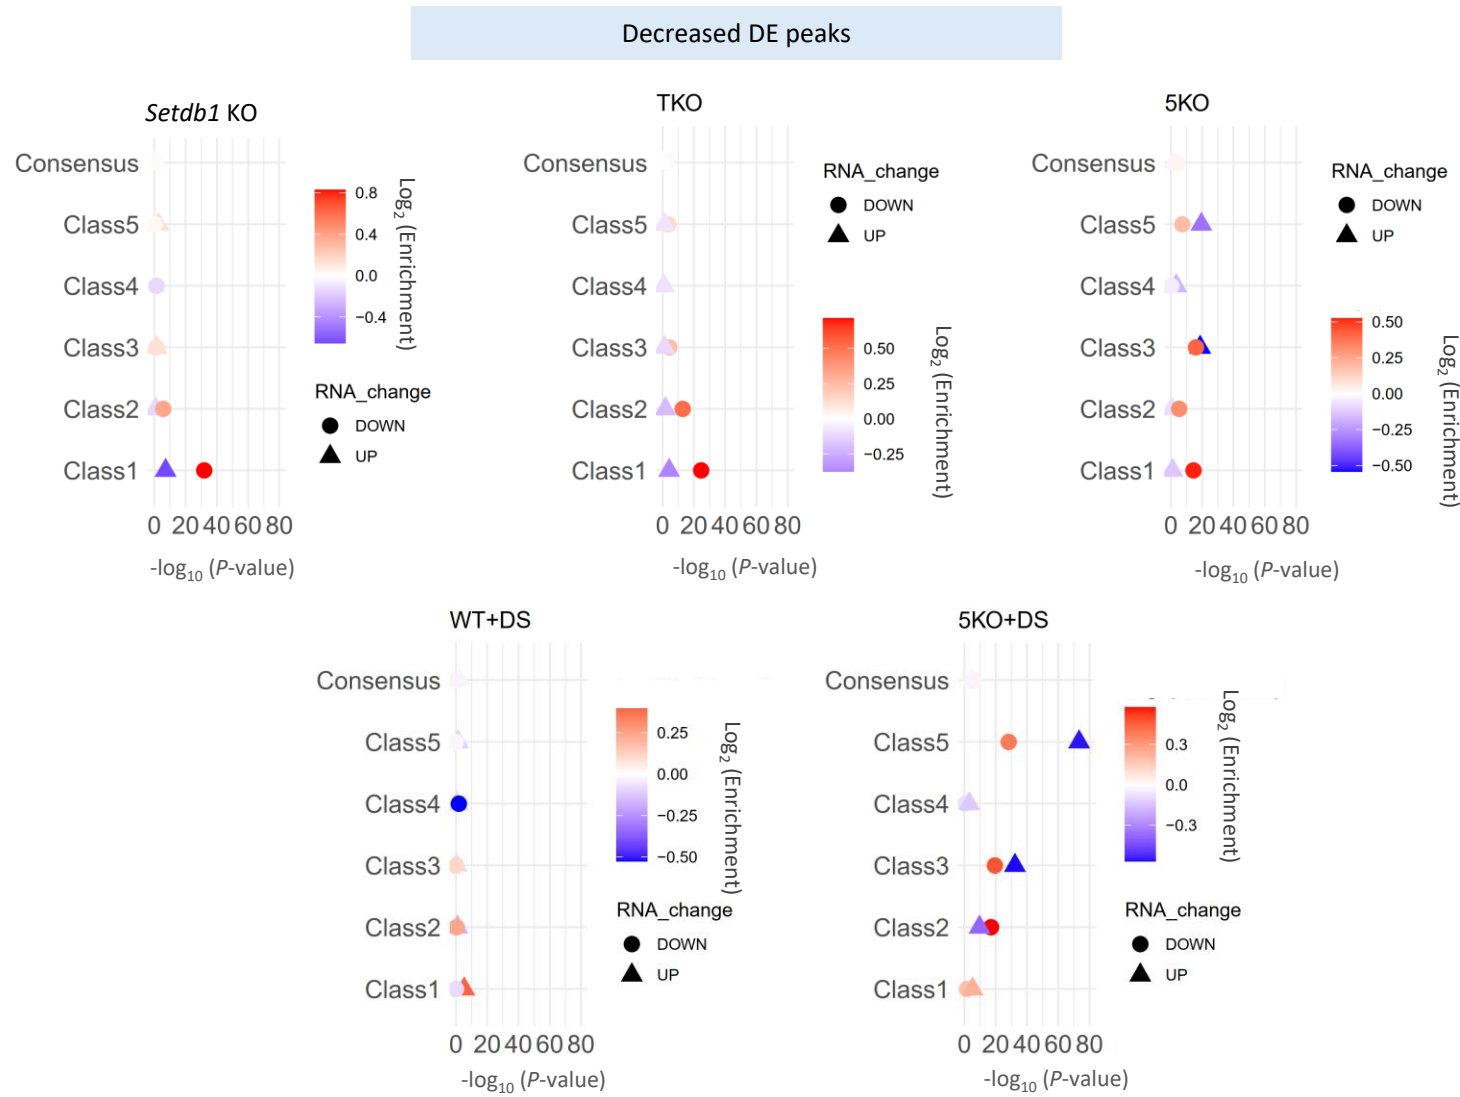 Decreased DE peaks
Setdb1 KO
Consensus
Class5
Class4
Class3
Class2
Class1
0 20 40 60 80
-log10 (P-value)
0.8
0.4
0.0
−0.4
Log2 (Enrichment)
RNA_change
DOWN
UP
TKO
Consensus
Class5
Class4
Class3
Class2
Class1
0 20 40 60 80
-log10 (P-value)
RNA_change
DOWN
UP
0.50
0.25
0.00
−0.25
Log2 (Enrichment)
5KO
Consensus
Class5
Class4
Class3
Class2
Class1
0 20 40 60 80
-log10 (P-value)
RNA_change
DOWN
UP
0.50
0.25
0.00
−0.25
−0.50
Log2 (Enrichment)
WT+DS
Consensus
Class5
Class4
Class3
Class2
Class1
0 20 40 60 80
-log10 (P-value)
0.25
0.00
−0.25
−0.50
Log2 (Enrichment)
RNA_change
DOWN
UP
5KO+DS
Consensus
Class5
Class4
Class3
Class2
Class1
0 20 40 60 80
-log10 (P-value)
0.3
0.0
−0.3
Log2 (Enrichment)
RNA_change
DOWN
UP